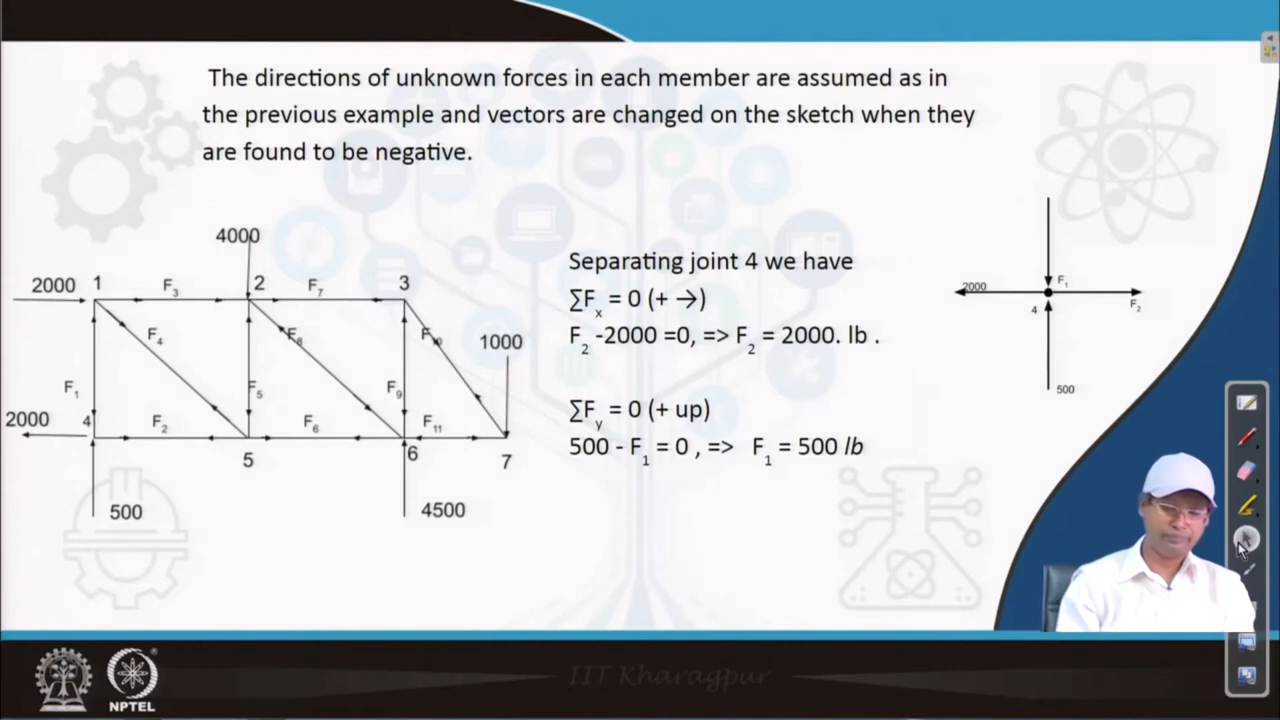 The directions of unknown forces in each member are assumed as in
the previous example and vectors are changed on the sketch when they
are found to be negative.
4000
2000 1 F3 2 F7 3
F4 F8 F10 1000
F1 F5 F9
2000 4 F2 F6 F11
5 6 7
500 4500
Separating joint 4 we have
∑Fx = 0 (+ →)
F2 -2000 =0, => F2 = 2000. lb .
∑Fy = 0 (+ up)
500 - F1 = 0 , => F1 = 500 lb
2000 F1
4 F2
500
IIT Kharagpur
NPTEL